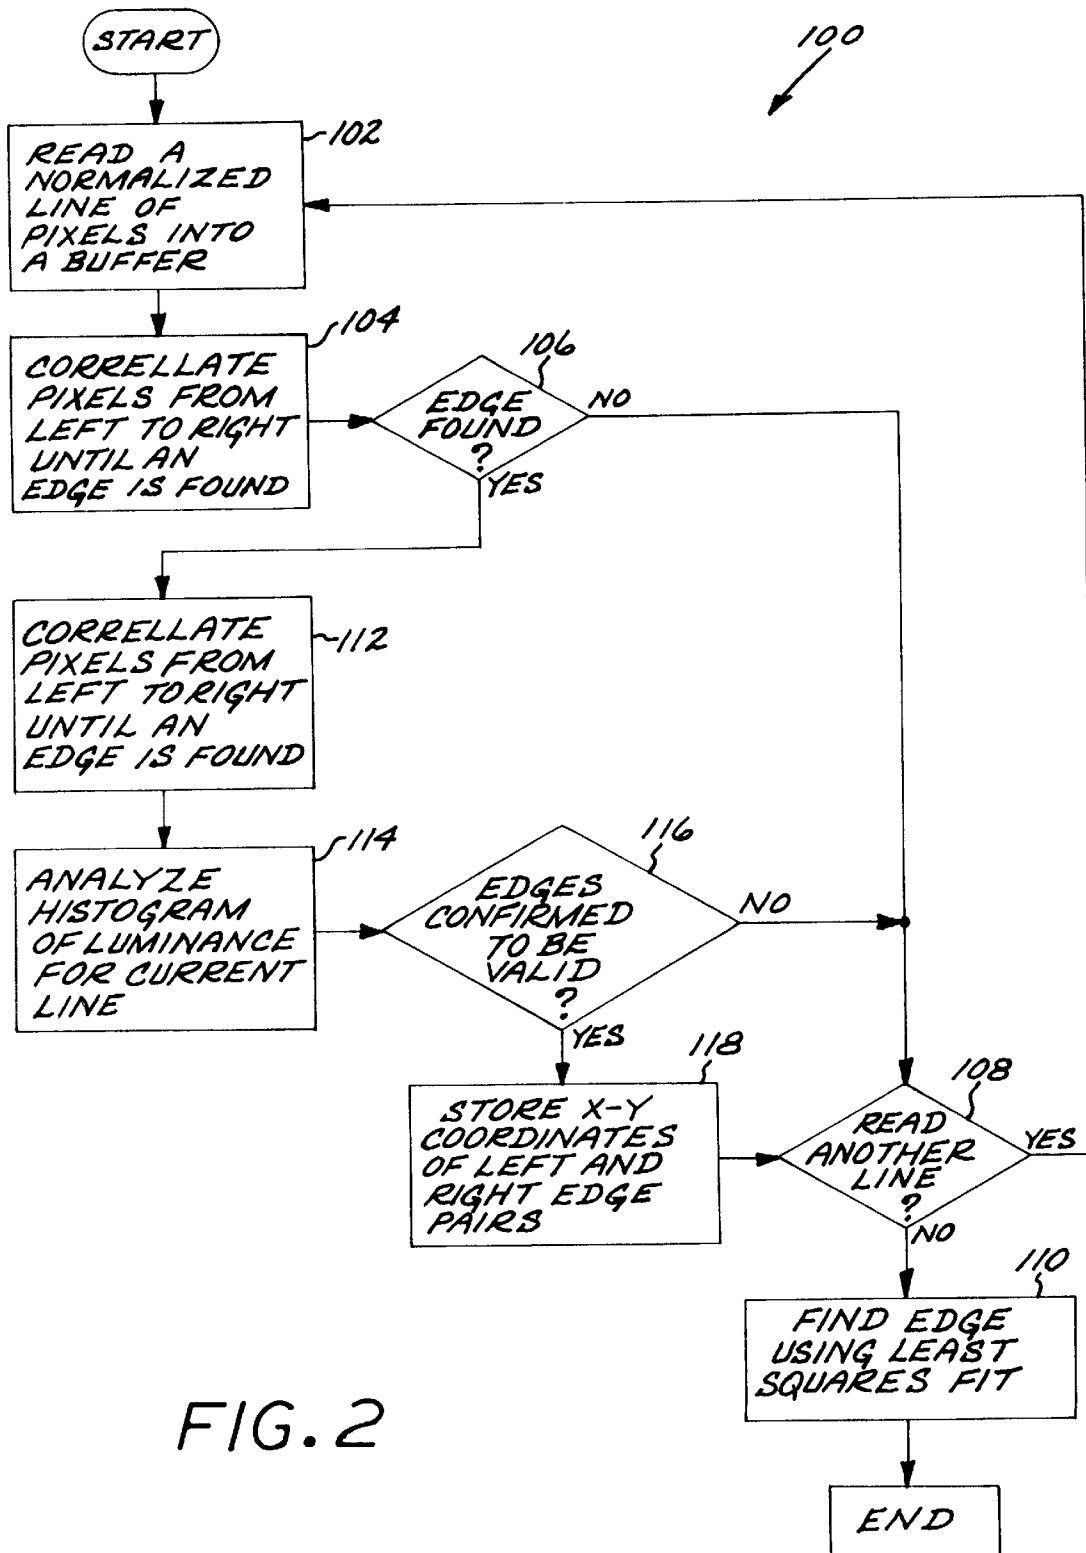 START
100
102
READ A
NORMALIZED
LINE OF
PIXELS INTO
A BUFFER
104
CORRELLATE
PIXELS FROM
LEFT TO RIGHT
UNTIL AN
EDGE IS FOUND
106
EDGE
FOUND
?
NO
YES
112
CORRELLATE
PIXELS FROM
LEFT TO RIGHT
UNTIL AN
EDGE IS FOUND
114
ANALYZE
HISTOGRAM
OF LUMINANCE
FOR CURRENT
LINE
116
EDGES
CONFIRMED
TO BE
VALID
?
NO
YES
118
STORE X-Y
COORDINATES
OF LEFT AND
RIGHT EDGE
PAIRS
108
READ
ANOTHER
LINE
?
YES
NO
110
FIND EDGE
USING LEAST
SQUARES FIT
END
FIG. 2